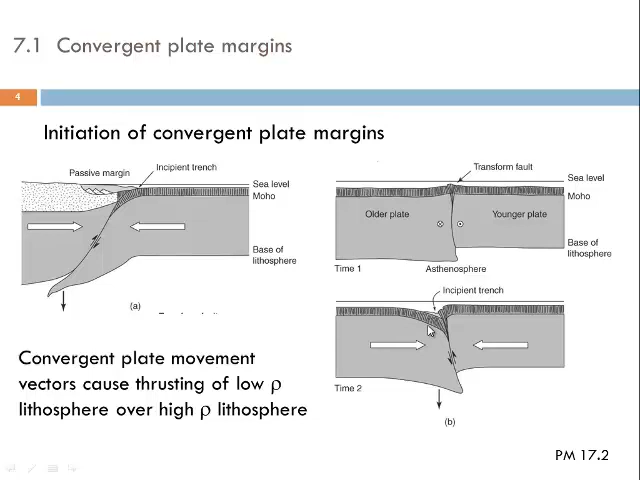 7.1 Convergent plate margins
4
Initiation of convergent plate margins
Passive margin
Incipient trench
Sea level
Moho
Base of
lithosphere
(a)
Transform fault
Sea level
Moho
Older plate
Younger plate
Base of
lithosphere
Time 1
Asthenosphere
Incipient trench
Time 2
(b)
Convergent plate movement
vectors cause thrusting of low ρ
lithosphere over high ρ lithosphere
PM 17.2